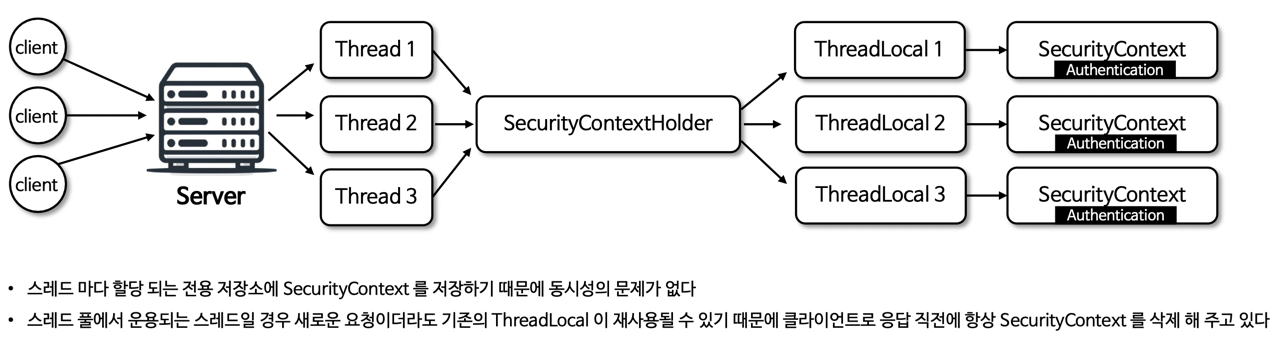 client
client
client
Server
Thread 1
Thread 2
Thread 3
SecurityContextHolder
ThreadLocal 1
ThreadLocal 2
ThreadLocal 3
SecurityContext
Authentication
SecurityContext
Authentication
SecurityContext
Authentication
• 스레드 마다 할당 되는 전용 저장소에 SecurityContext 를 저장하기 때문에 동시성의 문제가 없다
• 스레드 풀에서 운용되는 스레드일 경우 새로운 요청이더라도 기존의 ThreadLocal 이 재사용될 수 있기 때문에 클라이언트로 응답 직전에 항상 SecurityContext 를 삭제 해 주고 있다